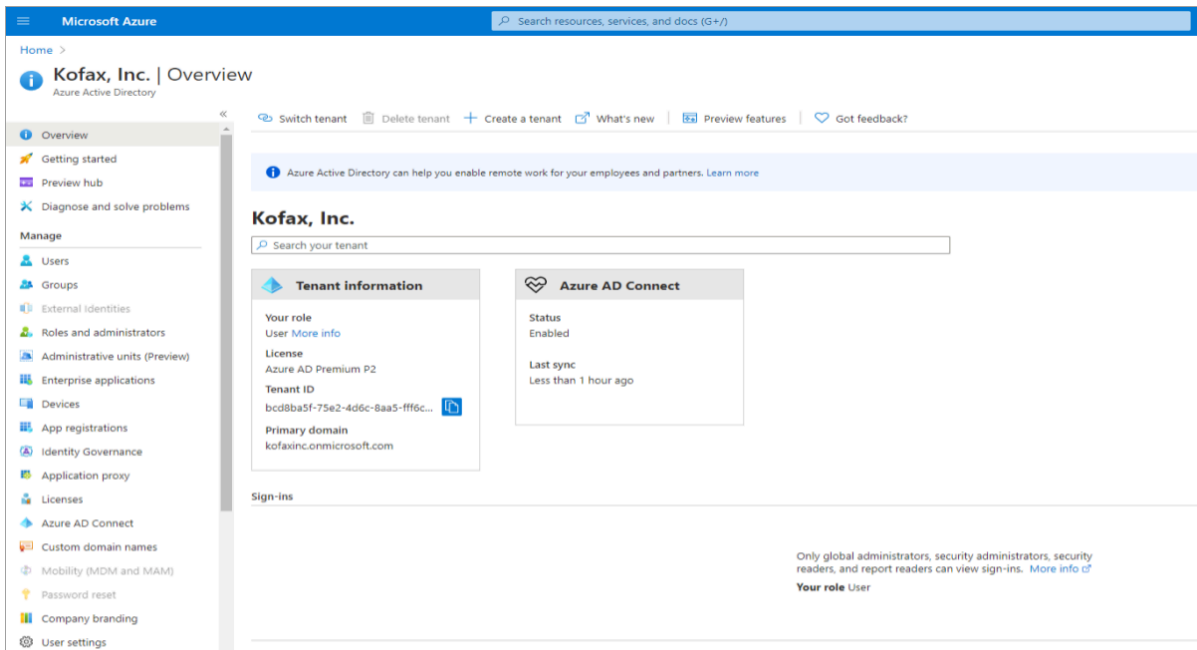 Microsoft Azure
Search resources, services, and docs (G+/)
Home >
Kofax, Inc. | Overview
Azure Active Directory
«
Overview
Getting started
Preview hub
Diagnose and solve problems
Manage
Users
Groups
External Identities
Roles and administrators
Administrative units (Preview)
Enterprise applications
Devices
App registrations
Identity Governance
Application proxy
Licenses
Azure AD Connect
Custom domain names
Mobility (MDM and MAM)
Password reset
Company branding
User settings
Switch tenant Delete tenant Create a tenant What's new Preview features Got feedback?
Azure Active Directory can help you enable remote work for your employees and partners. Learn more
Kofax, Inc.
Search your tenant
Tenant information
Your role
User More info
License
Azure AD Premium P2
Tenant ID
bcd8ba5f-75e2-4d6c-8aa5-fff6c...
Primary domain
kofaxinc.onmicrosoft.com
Azure AD Connect
Status
Enabled
Last sync
Less than 1 hour ago
Sign-ins
Only global administrators, security administrators, security
readers, and report readers can view sign-ins. More info
Your role User